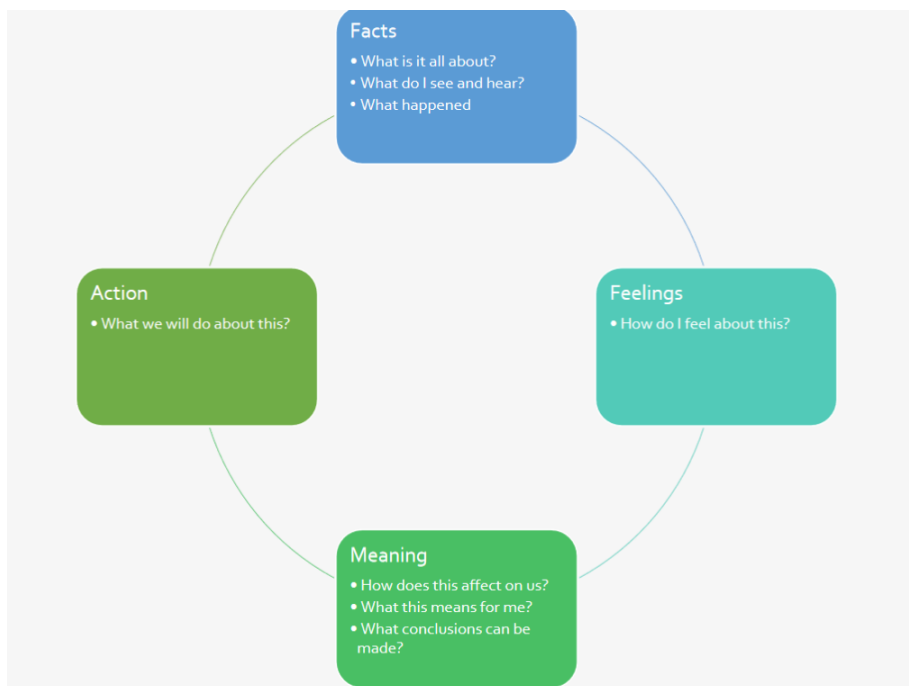 Facts
• What is it all about?
• What do I see and hear?
• What happened
Action
• What we will do about this?
Feelings
• How do I feel about this?
Meaning
• How does this affect on us?
• What this means for me?
• What conclusions can be
made?